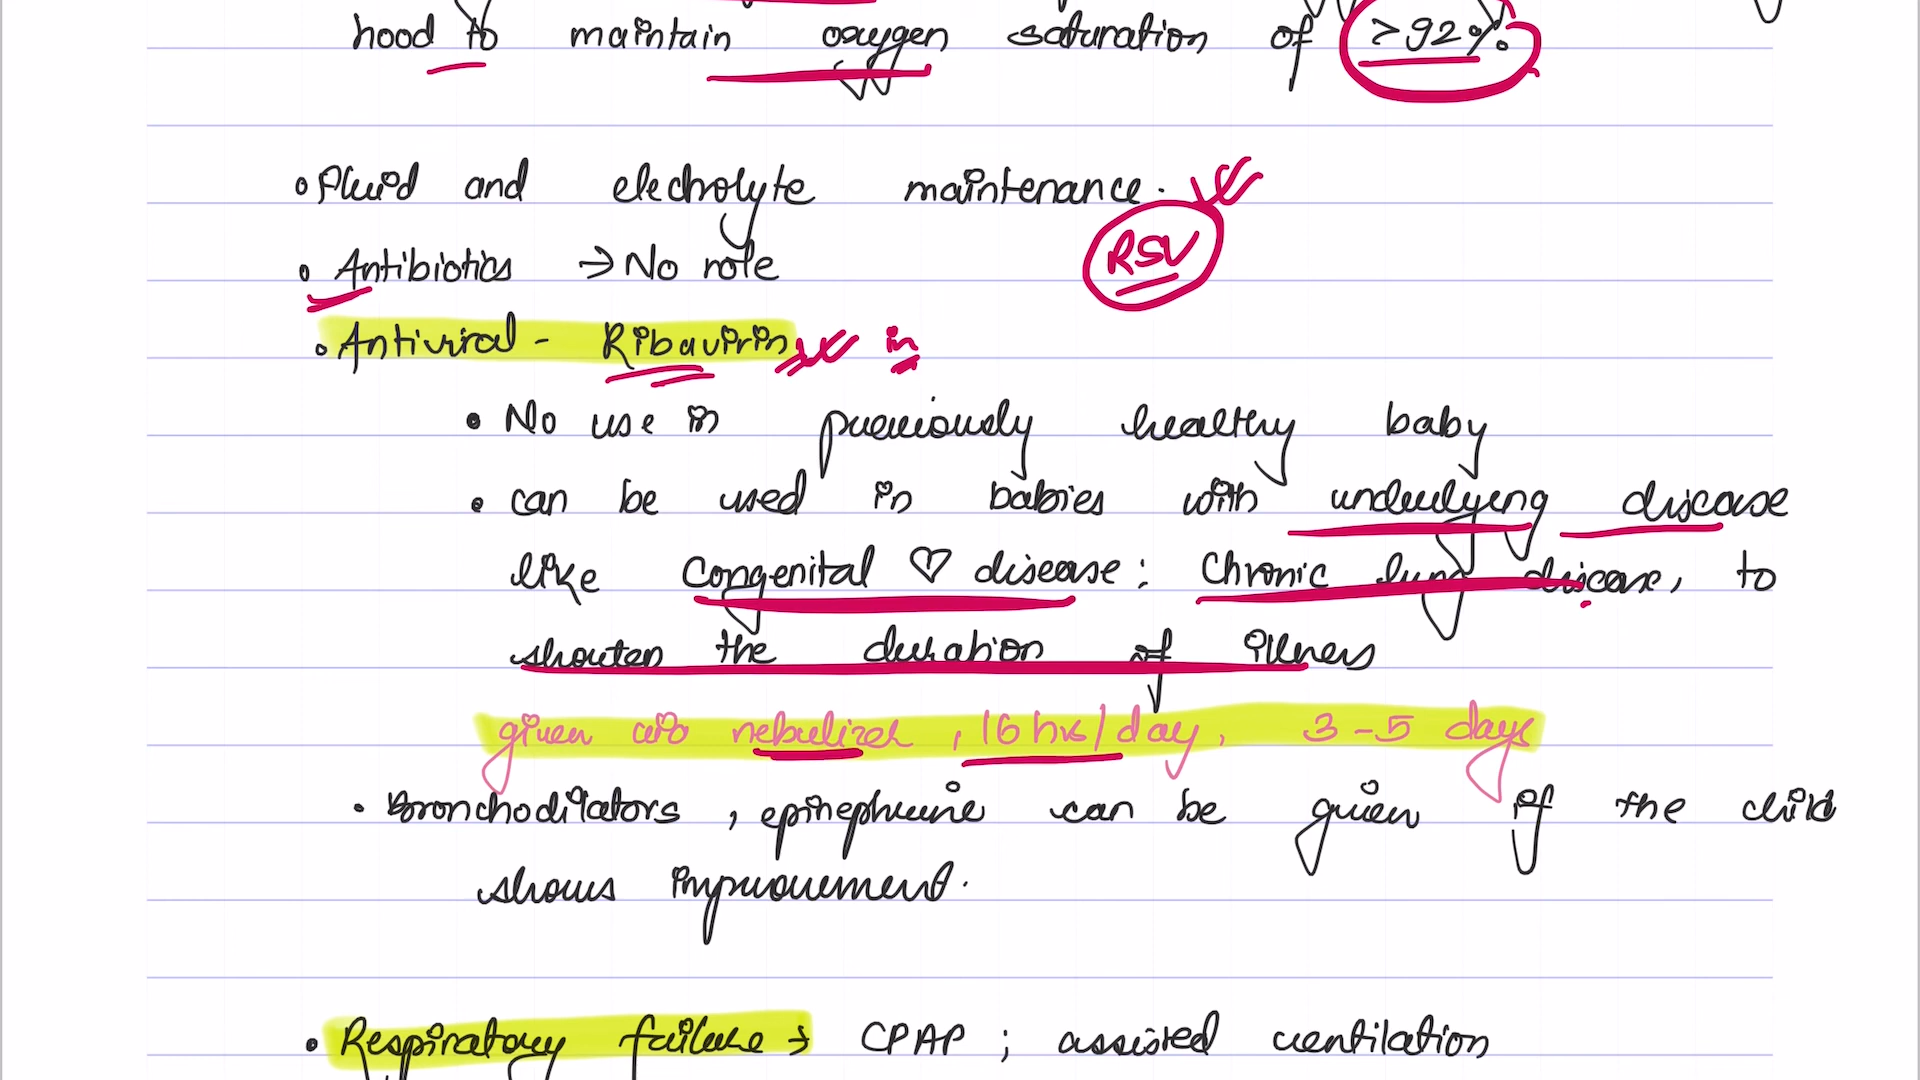 hood to maintain oxygen saturation of >92%.
• Fluid and electrolyte maintenance.
RSV
• Antibiotics → No role
• Antiviral - Ribavirin in
• No use in previously healthy baby
• can be used in babies with underlying disease
like Congenital ♡ disease: Chronic lung disease, to
shorten the duration of illness
given via nebulizer, 16 hrs/day, 3-5 days
• Bronchodilators, epinephrine can be given if the child
shows improvement.
• Respiratory failure → CPAP; assisted ventilation